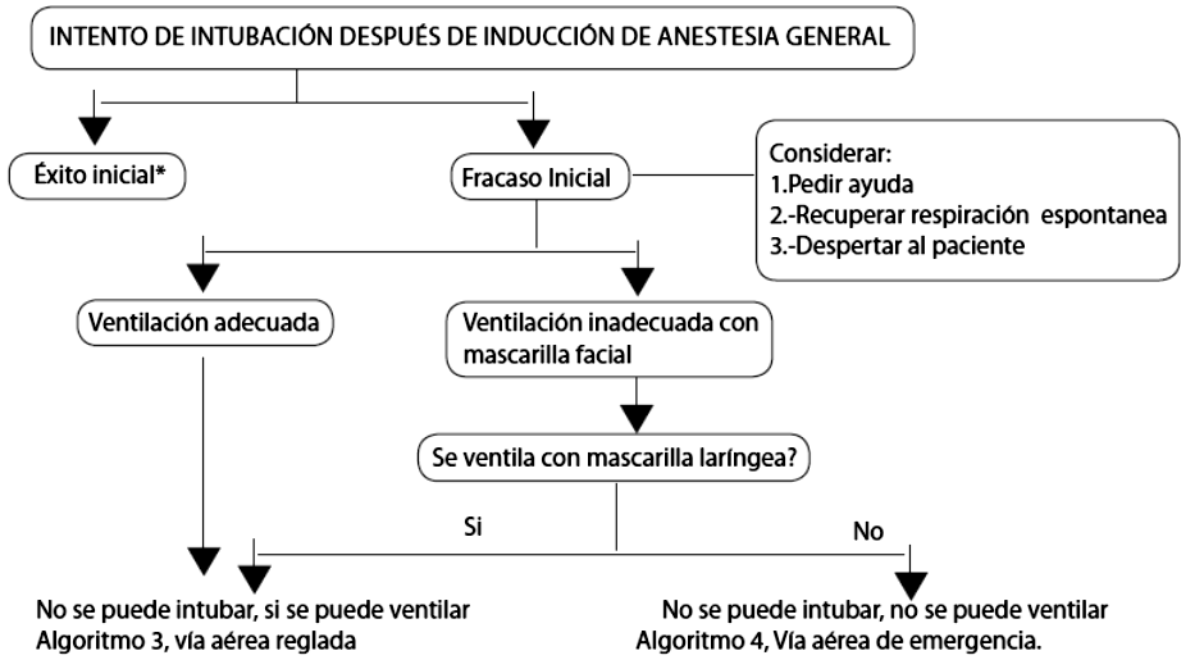 INTENTO DE INTUBACIÓN DESPUÉS DE INDUCCIÓN DE ANESTESIA GENERAL
Éxito inicial*
Fracaso Inicial
Considerar:
1.Pedir ayuda
2.-Recuperar respiración espontanea
3.-Despertar al paciente
Ventilación adecuada
Ventilación inadecuada con
mascarilla facial
Se ventila con mascarilla laríngea?
Si
No
No se puede intubar, si se puede ventilar
Algoritmo 3, vía aérea reglada
No se puede intubar, no se puede ventilar
Algoritmo 4, Vía aérea de emergencia.